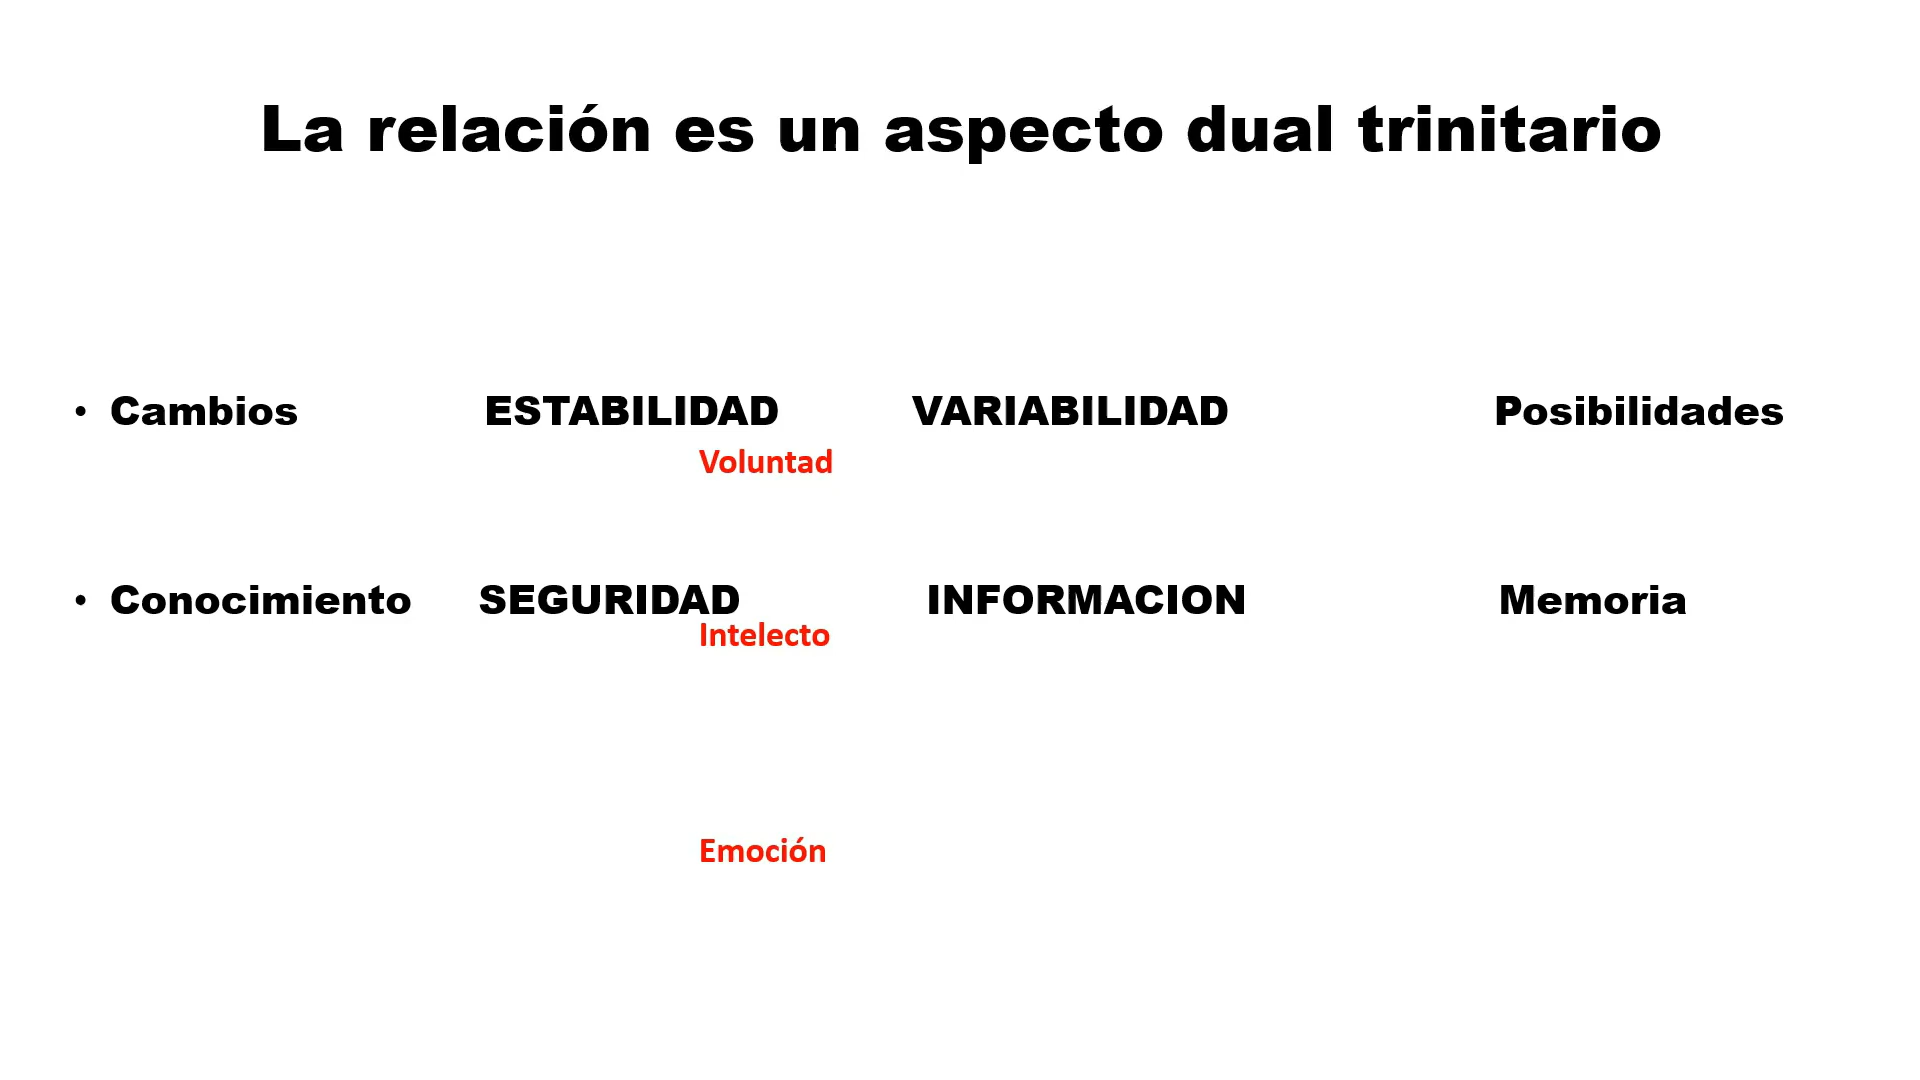 La relación es un aspecto dual trinitario
• Cambios ESTABILIDAD VARIABILIDAD Posibilidades
Voluntad
• Conocimiento SEGURIDAD INFORMACION Memoria
Intelecto
Emoción